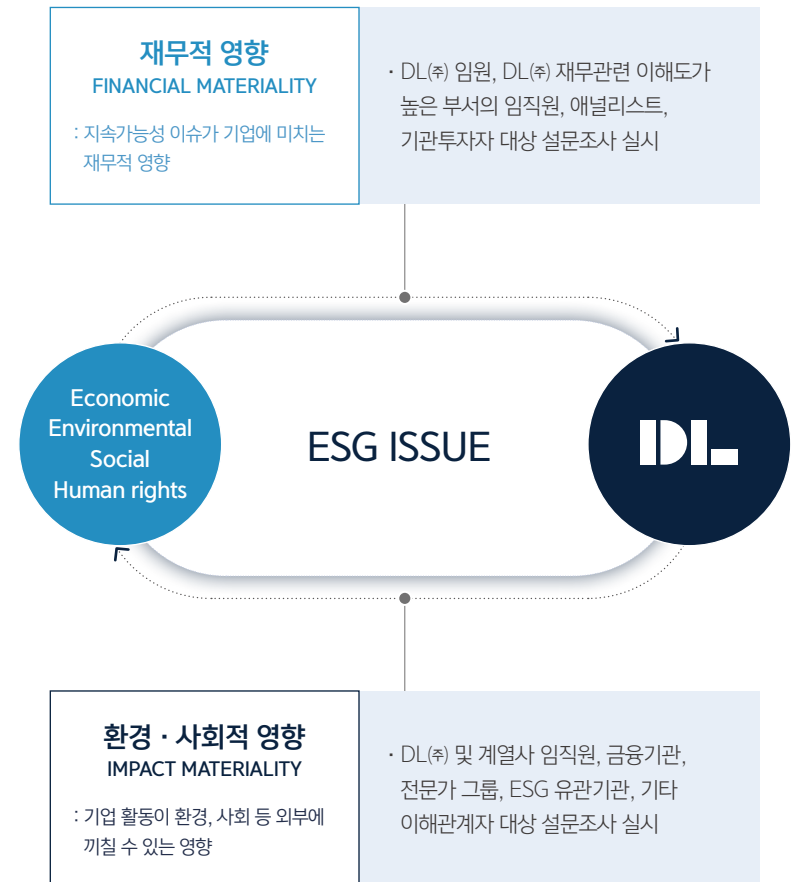 재무적 영향
FINANCIAL MATERIALITY
: 지속가능성 이슈가 기업에 미치는
재무적 영향
· DL㈜ 임원, DL㈜ 재무관련 이해도가
높은 부서의 임직원, 애널리스트,
기관투자자 대상 설문조사 실시
Economic
Environmental
Social
Human rights
ESG ISSUE
DL
환경 · 사회적 영향
IMPACT MATERIALITY
: 기업 활동이 환경, 사회 등 외부에
끼칠 수 있는 영향
· DL㈜ 및 계열사 임직원, 금융기관,
전문가 그룹, ESG 유관기관, 기타
이해관계자 대상 설문조사 실시